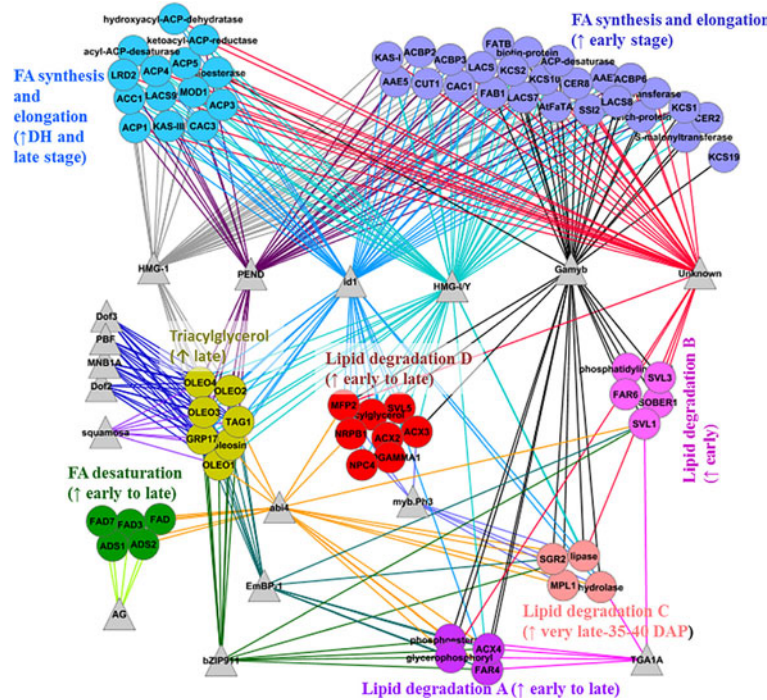 hydroxyacyl-ACP-dehydratase
ketoacyl-ACP-reductase
acyl-ACP-desaturase
ACP5
LRD2
ACP4
ACC1
LACS9
MOD1
ACP3
ACP1
KAS-III
CAC3
FA synthesis
and
elongation
(↑DH and
late stage)
FA synthesis and elongation
(↑ early stage)
KAS-I
ACBP2
ACBP3
FATB
biotin-protein
LACS
KCS2
ACP-desaturase
AAE5
CUT1
CAC1
KCS10
CER8
ACBP6
FAB1
LACS7
AtFaTA
SSI2
LACS8
KCS1
CER2
S-malonyltransferase
KCS19
HMG-1
PEND
id1
HMG-I/Y
Gamyb
Unknown
Dof3
PBF
MNB1A
Dof2
squamosa
Triacylglycerol
(↑ late)
OLEO4
OLEO2
OLEO3
TAG1
GRP17
oleosin
OLEO1
Lipid degradation D
(↑ early to late)
MFP2
SVL5
NRPB1
ACX2
ACX3
NPC4
Lipid degradation B
(↑ early)
SVL3
FAR6
SOBER1
SVL1
FA desaturation
(↑ early to late)
FAD7
FAD3
FAD
ADS1
ADS2
AG
abi4
myb.Ph3
EmBP-1
bZIP911
TGA1A
SGR2
lipase
MPL1
hydrolase
Lipid degradation C
(↑ very late-35-40 DAP)
ACX4
glycerophosphoryl
FAR4
Lipid degradation A (↑ early to late)